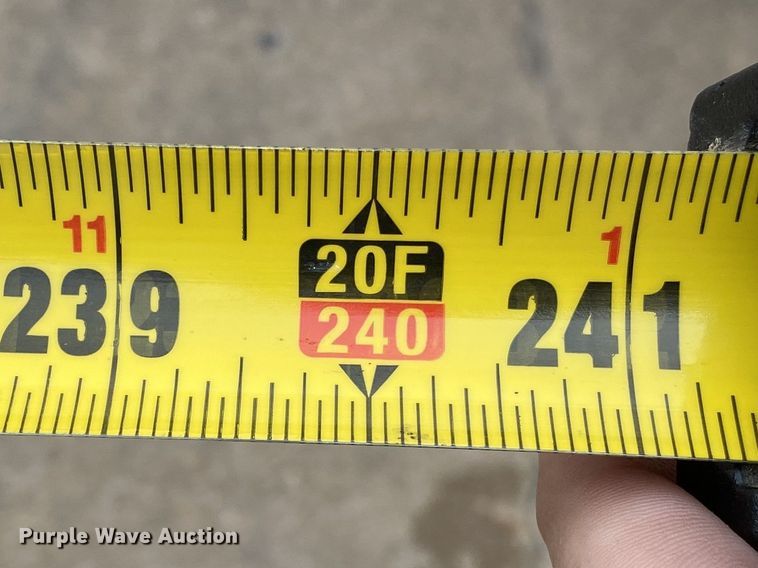 11 20F 1
239 240 241
Purple Wave Auction